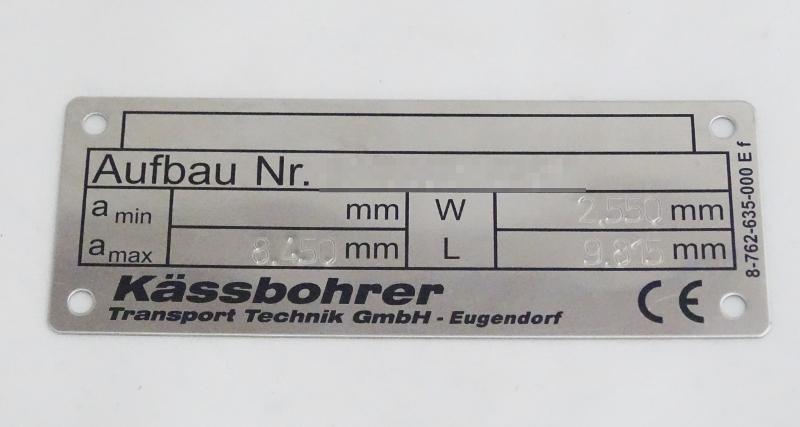 Aufbau Nr.
a min mm W 2.550 mm
a max 8.450 mm L 9.815 mm
Kässbohrer
Transport Technik GmbH - Eugendorf
CE
8-762-635-000 E f